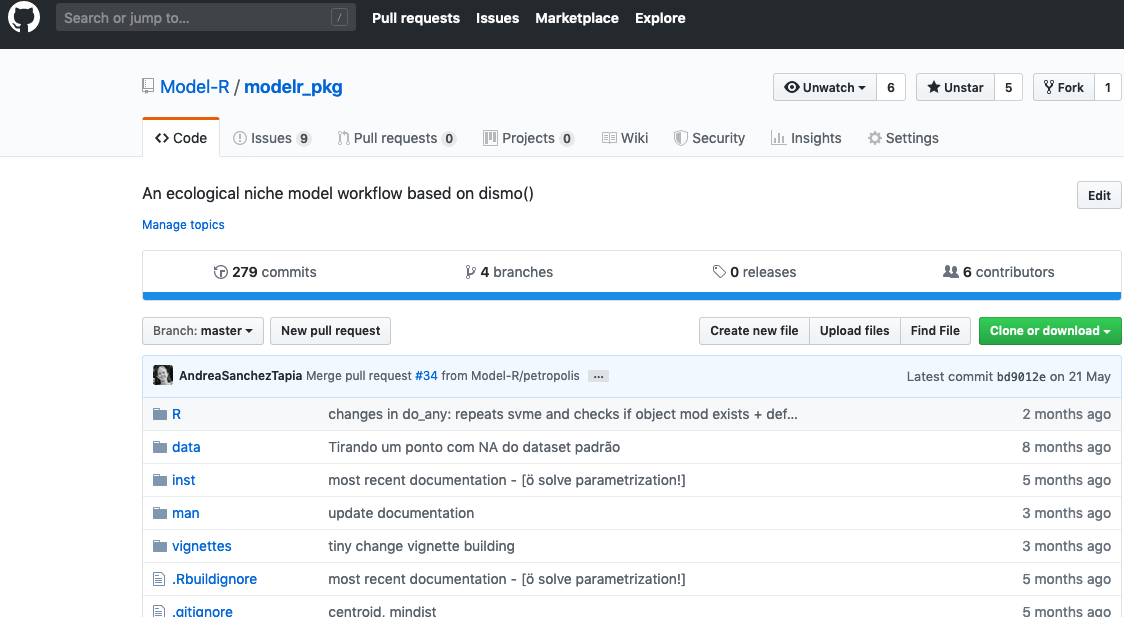 Search or jump to... /
Pull requests Issues Marketplace Explore
Model-R / modelr_pkg
Unwatch 6 Unstar 5 Fork 1
Code Issues 9 Pull requests 0 Projects 0 Wiki Security Insights Settings
An ecological niche model workflow based on dismo()
Edit
Manage topics
279 commits 4 branches 0 releases 6 contributors
Branch: master New pull request Create new file Upload files Find File Clone or download
AndreaSanchezTapia Merge pull request #34 from Model-R/petropolis ... Latest commit bd9012e on 21 May
R changes in do_any: repeats svme and checks if object mod exists + def... 2 months ago
data Tirando um ponto com NA do dataset padrão 8 months ago
inst most recent documentation - [ö solve parametrization!] 5 months ago
man update documentation 3 months ago
vignettes tiny change vignette building 3 months ago
.Rbuildignore most recent documentation - [ö solve parametrization!] 5 months ago
.gitignore centroid, mindist 5 months ago